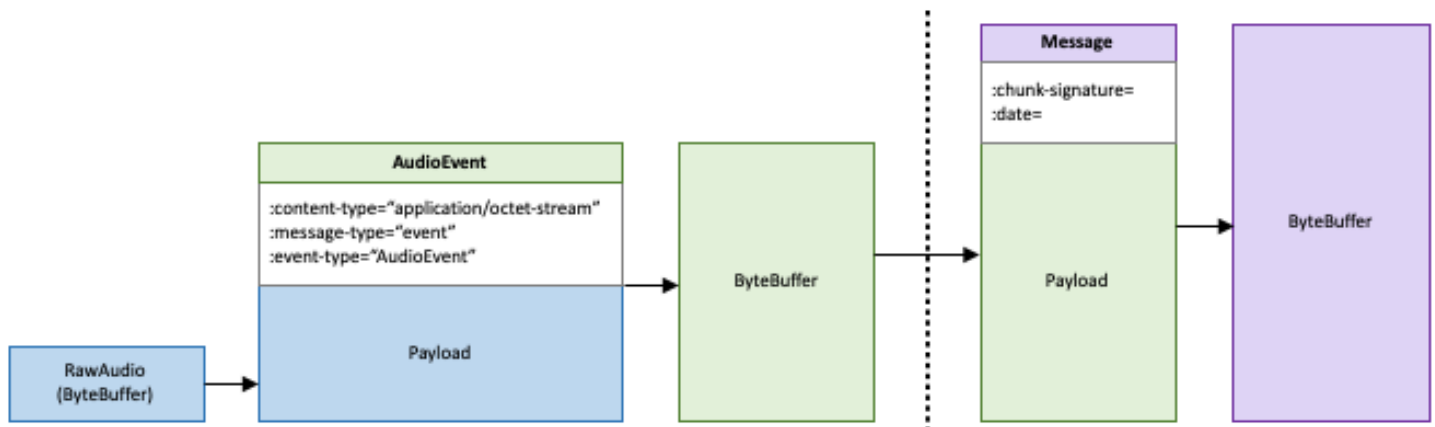 RawAudio
(ByteBuffer)
AudioEvent
:content-type=“application/octet-stream”
:message-type=“event”
:event-type=“AudioEvent”
Payload
ByteBuffer
Message
:chunk-signature=
:date=
Payload
ByteBuffer